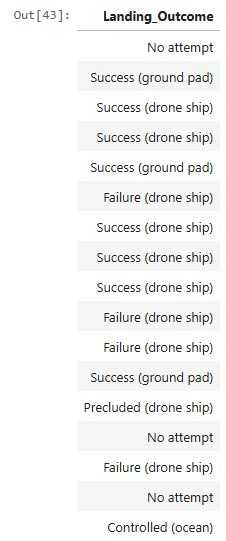 Out[43]:
Landing_Outcome
No attempt
Success (ground pad)
Success (drone ship)
Success (drone ship)
Success (ground pad)
Failure (drone ship)
Success (drone ship)
Success (drone ship)
Success (drone ship)
Failure (drone ship)
Failure (drone ship)
Success (ground pad)
Precluded (drone ship)
No attempt
Failure (drone ship)
No attempt
Controlled (ocean)